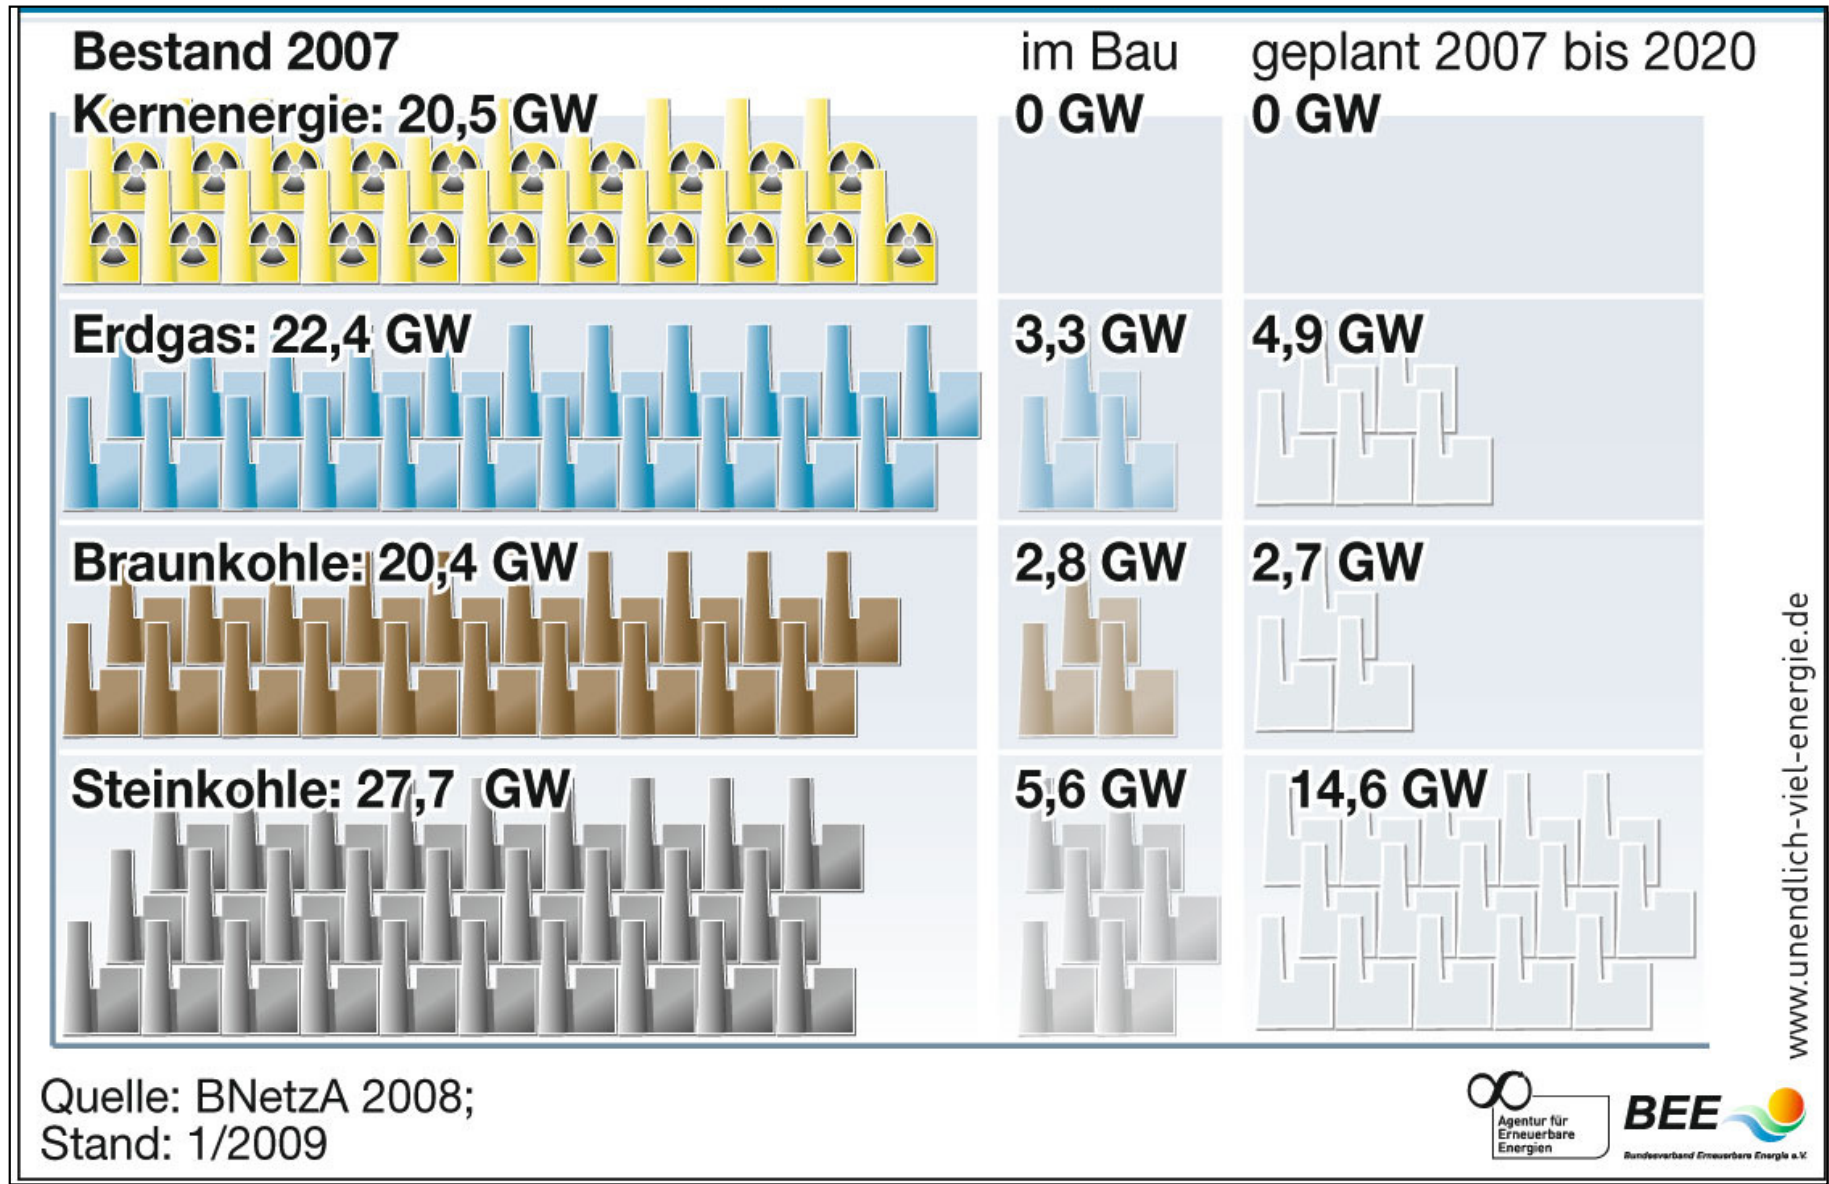 Bestand 2007 im Bau geplant 2007 bis 2020
Kernenergie: 20,5 GW 0 GW 0 GW
Erdgas: 22,4 GW 3,3 GW 4,9 GW
Braunkohle: 20,4 GW 2,8 GW 2,7 GW
Steinkohle: 27,7 GW 5,6 GW 14,6 GW
www.unendlich-viel-energie.de
Quelle: BNetzA 2008;
Stand: 1/2009
Agentur für
Erneuerbare
Energien
BEE
Bundesverband Erneuerbare Energie e.V.